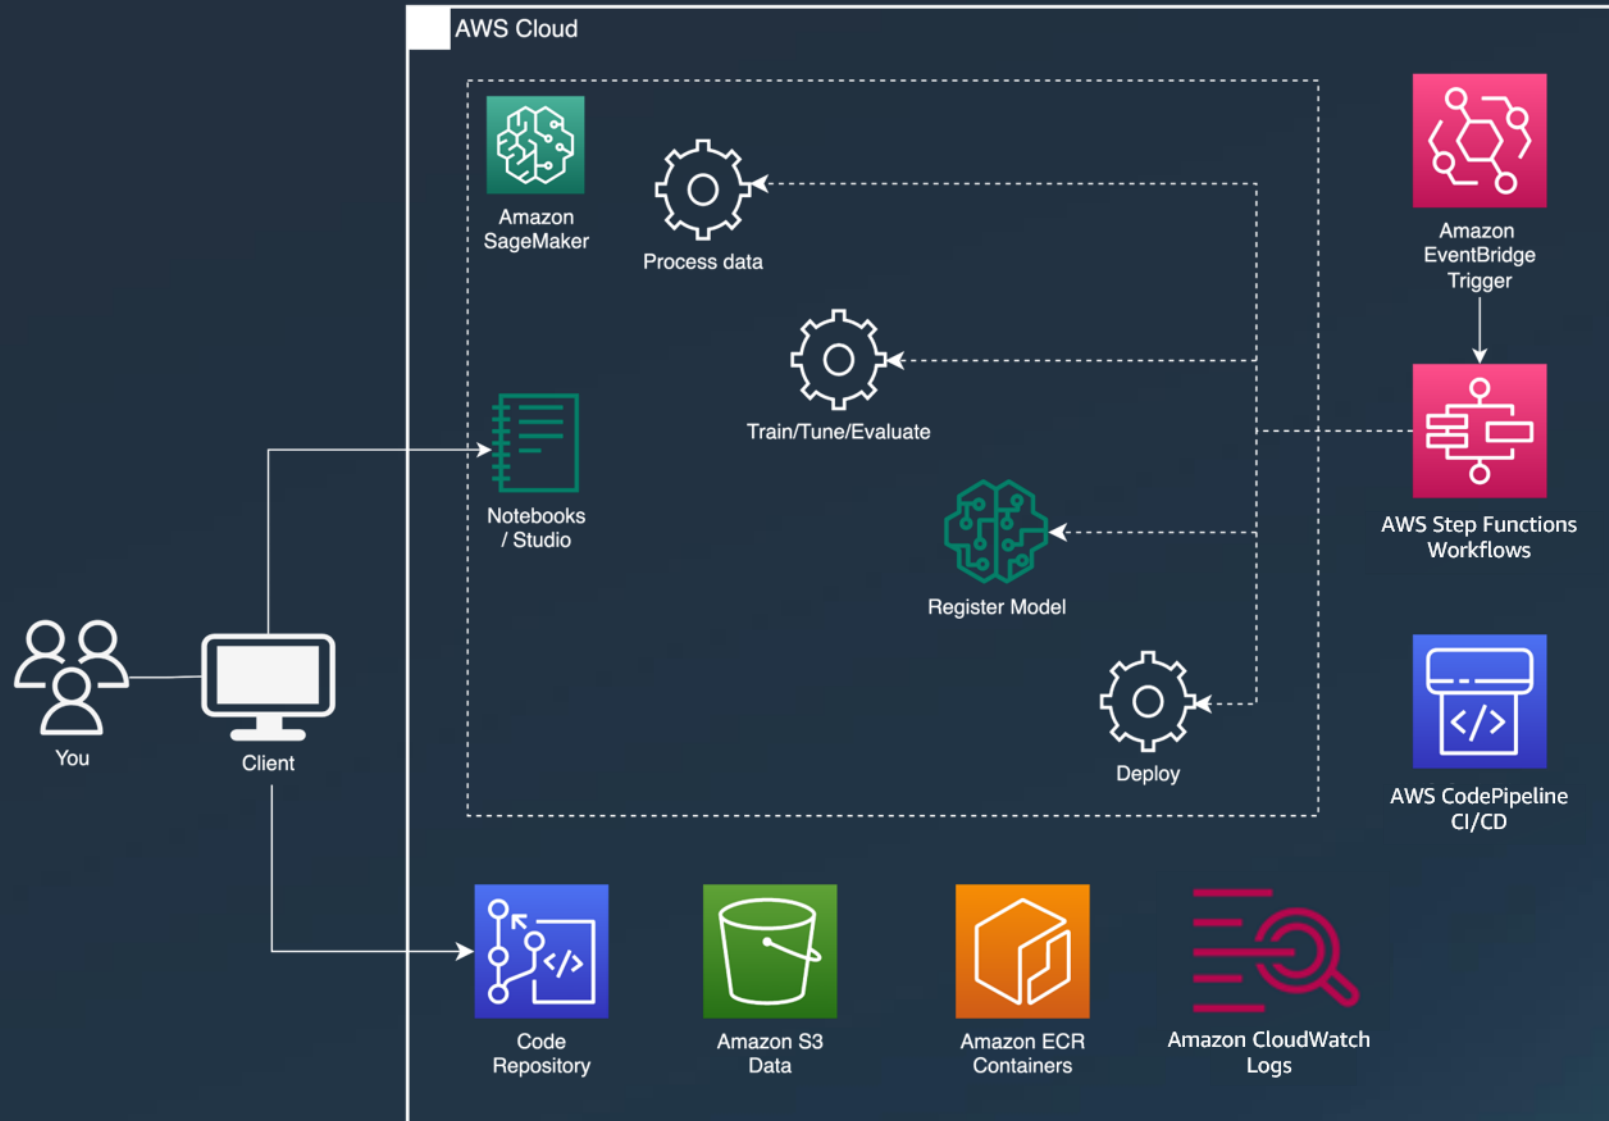 AWS Cloud
Amazon
SageMaker
Process data
Amazon
EventBridge
Trigger
Train/Tune/Evaluate
Notebooks
/ Studio
AWS Step Functions
Workflows
Register Model
You
Client
Deploy
AWS CodePipeline
CI/CD
Code
Repository
Amazon S3
Data
Amazon ECR
Containers
Amazon CloudWatch
Logs